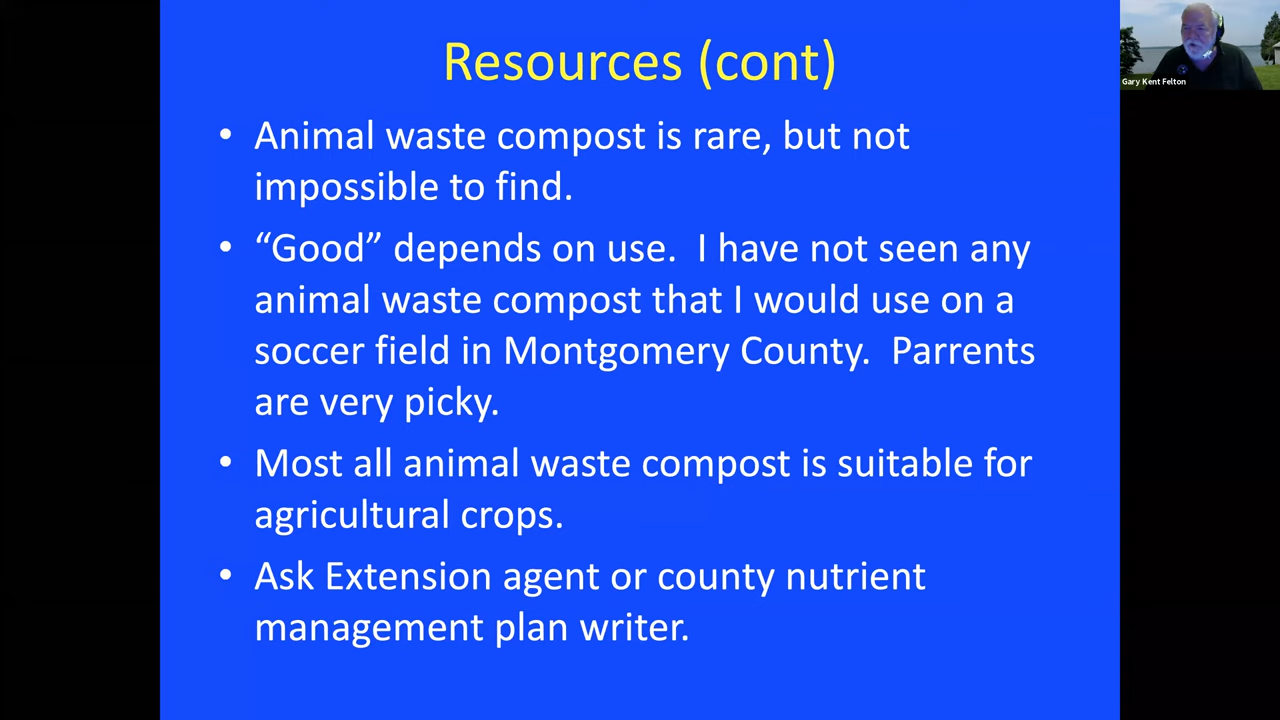 Resources (cont)
Gary Kent Felton
• Animal waste compost is rare, but not
impossible to find.
• “Good” depends on use.  I have not seen any
animal waste compost that I would use on a
soccer field in Montgomery County.  Parrents
are very picky.
• Most all animal waste compost is suitable for
agricultural crops.
• Ask Extension agent or county nutrient
management plan writer.